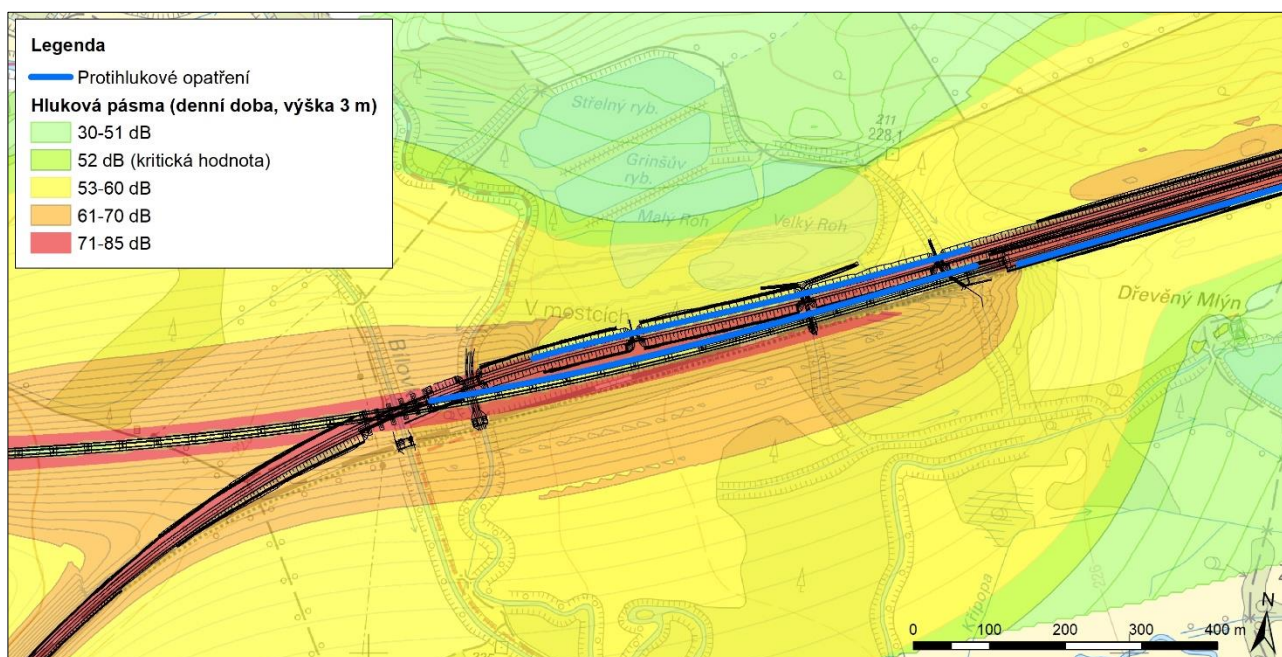 Legenda
Protihlukové opatření
Hluková pásma (denní doba, výška 3 m)
30-51 dB
52 dB (kritická hodnota)
53-60 dB
61-70 dB
71-85 dB
Střelný ryb.
Grinšův
ryb.
Malý Roh
Velký Roh
211
228,1
V mostcích
Dřevěný Mlýn
Křipopa
226
N
0 100 200 300 400 m